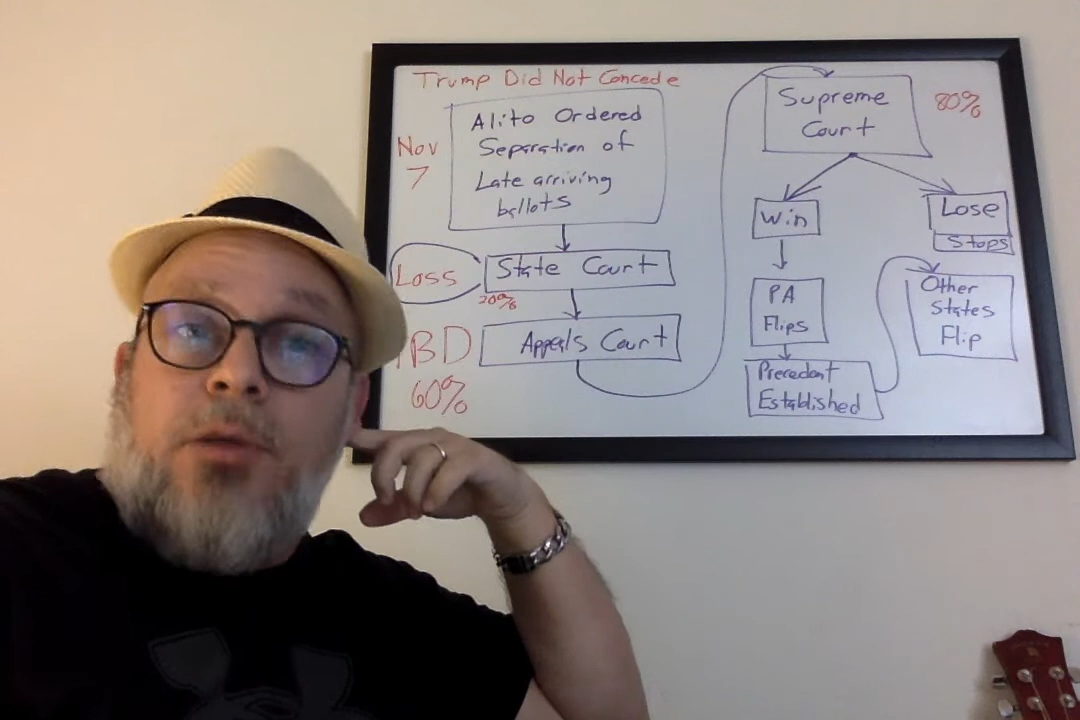 Trump Did Not Concede
Nov
7
Alito Ordered
Separation of
Late arriving
ballots
Loss
State Court
20%
Appeals Court
TBD
60%
Supreme
Court
80%
Win
Lose
Stops
PA
Flips
Precedent
Established
Other
States
Flip